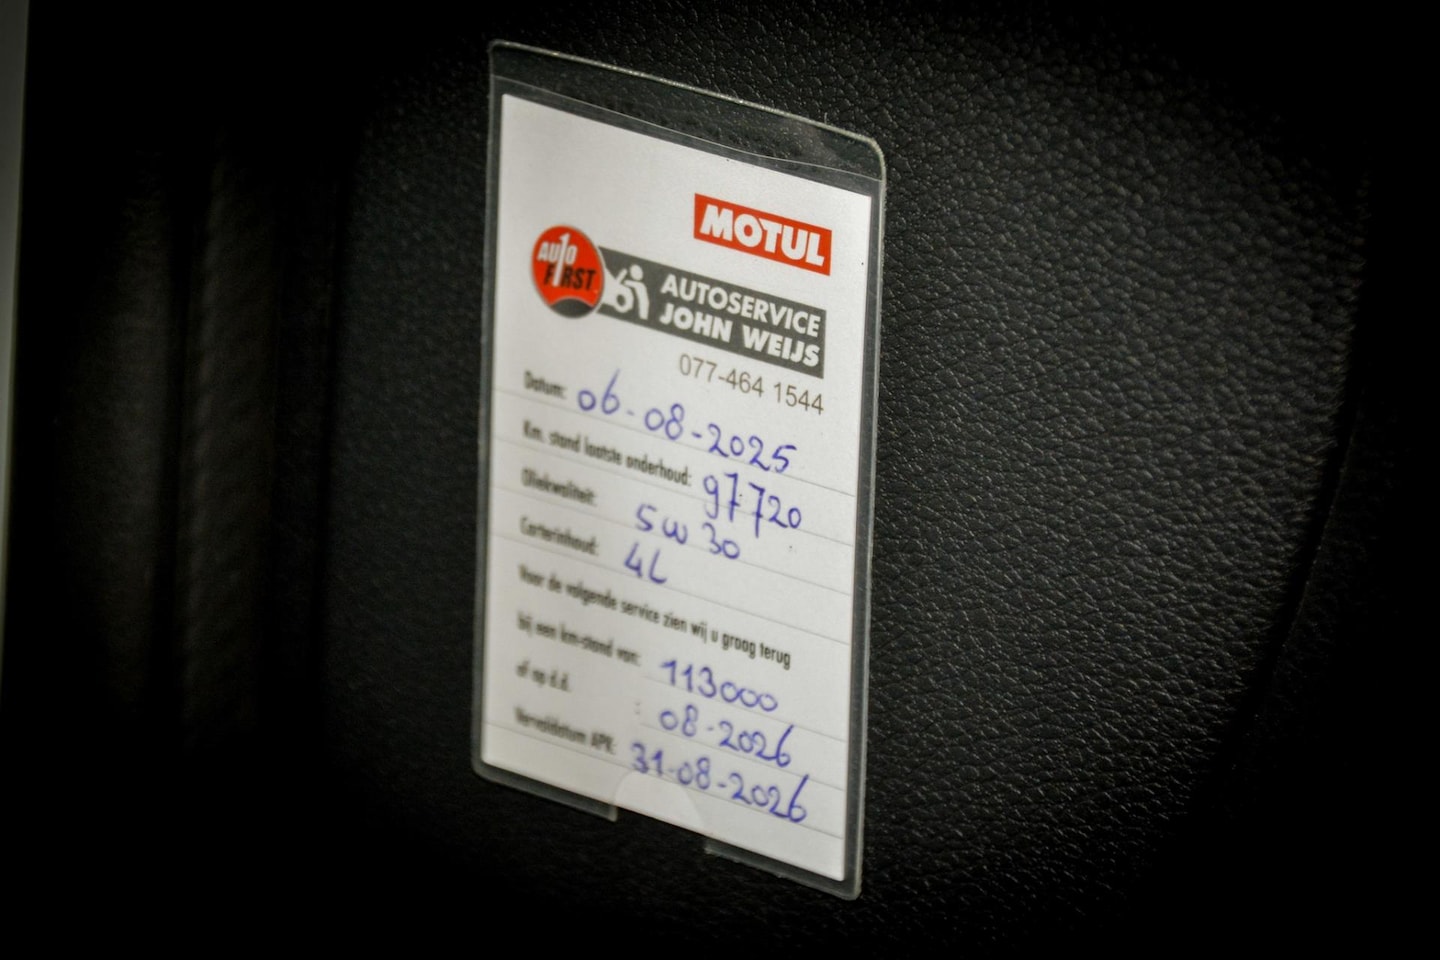 MOTUL
AUTO
F1RST
AUTOSERVICE
JOHN WEIJS
077-464 1544
Datum: 06-08-2025
Km. stand laatste onderhoud: 97720
Oliekwaliteit: 5W30
Carterinhoud: 4L
Voor de volgende service zien wij u graag terug
bij een km-stand van: 113000
of op d.d. : 08-2026
Vervaldatum APK: 31-08-2026